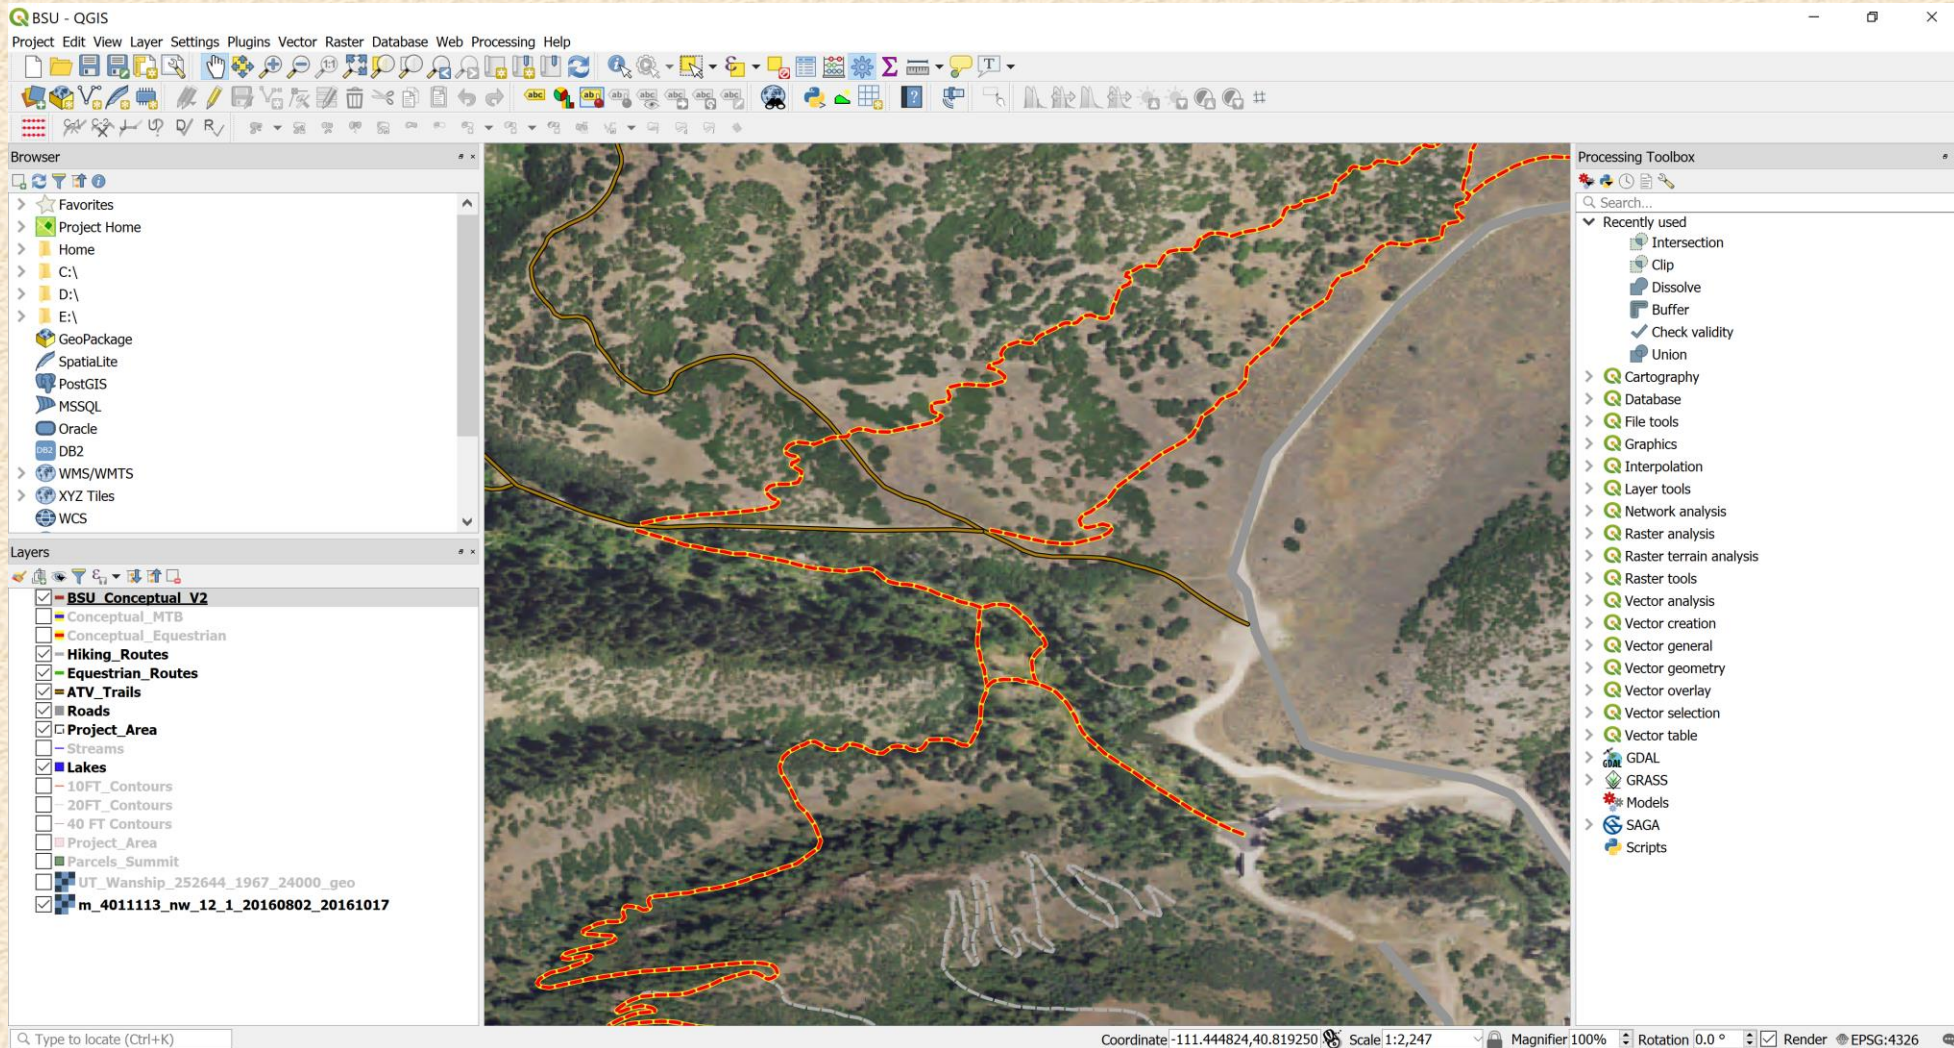 BSU - QGIS
Project Edit View Layer Settings Plugins Vector Raster Database Web Processing Help
Browser
Favorites
Project Home
Home
C:\
D:\
E:\
GeoPackage
SpatiaLite
PostGIS
MSSQL
Oracle
DB2
WMS/WMTS
XYZ Tiles
WCS
Layers
BSU_Conceptual_V2
Conceptual_MTB
Conceptual_Equestrian
Hiking_Routes
Equestrian_Routes
ATV_Trails
Roads
Project_Area
Streams
Lakes
10FT_Contours
20FT_Contours
40 FT Contours
Project_Area
Parcels_Summit
UT_Wanship_252644_1967_24000_geo
m_4011113_nw_12_1_20160802_20161017
Processing Toolbox
Search...
Recently used
Intersection
Clip
Dissolve
Buffer
Check validity
Union
Cartography
Database
File tools
Graphics
Interpolation
Layer tools
Network analysis
Raster analysis
Raster terrain analysis
Raster tools
Vector analysis
Vector creation
Vector general
Vector geometry
Vector overlay
Vector selection
Vector table
GDAL
GRASS
Models
SAGA
Scripts
Type to locate (Ctrl+K)
Coordinate -111.444824,40.819250 Scale 1:2,247 Magnifier 100% Rotation 0.0 ° Render EPSG:4326